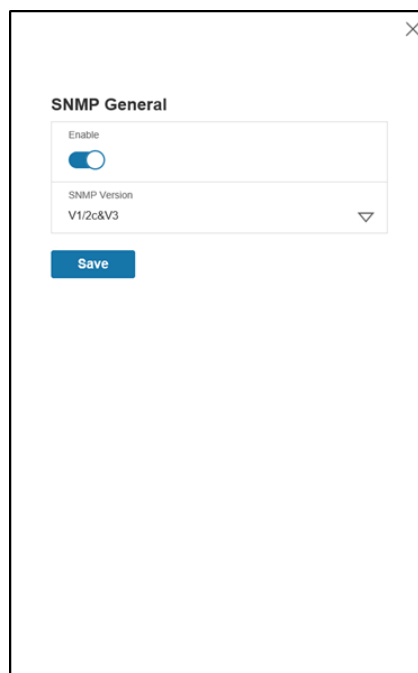 SNMP General
Enable
SNMP Version
V1/2c&V3
Save